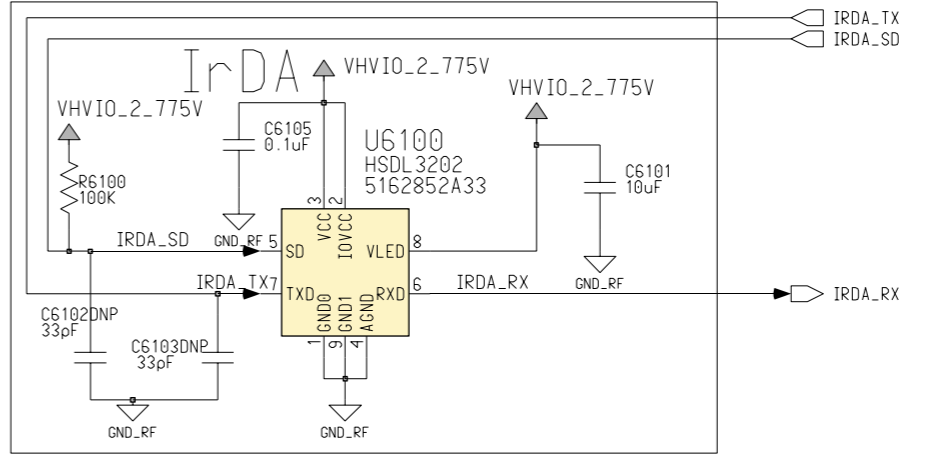 IRDA_TX
IRDA_SD
IrDA
VHVIO_2_775V
VHVIO_2_775V
VHVIO_2_775V
C6105
0.1uF
U6100
HSDL3202
5162852A33
C6101
10uF
R6100
100K
3
2
VCC
IOVCC
IRDA_SD
GND_RF
5
SD
VLED
8
GND_RF
IRDA_TX
7
TXD
RXD
6
IRDA_RX
IRDA_RX
GND0
GND1
AGND
1
9
4
C6102DNP
33pF
C6103DNP
33pF
GND_RF
GND_RF